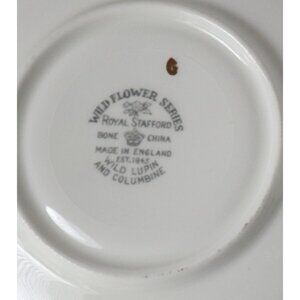 G
WILD FLOWER SERIES
ROYAL STAFFORD
BONE CHINA
MADE IN ENGLAND
EST. 1845
WILD LUPIN
AND COLUMBINE